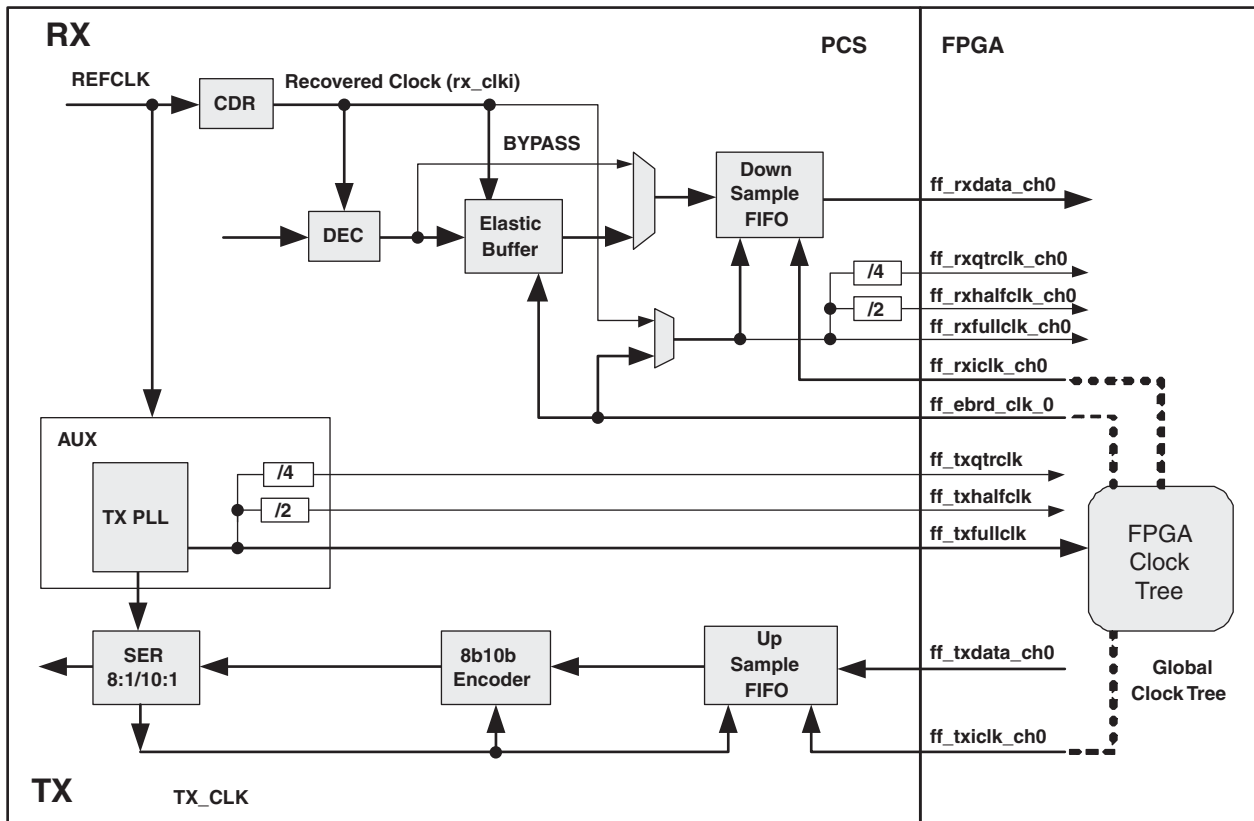 RX
PCS
FPGA
REFCLK
CDR
Recovered Clock (rx_clki)
BYPASS
DEC
Elastic
Buffer
Down
Sample
FIFO
ff_rxdata_ch0
/4
ff_rxqtrclk_ch0
/2
ff_rxhalfclk_ch0
ff_rxfullclk_ch0
ff_rxiclk_ch0
ff_ebrd_clk_0
AUX
TX PLL
/4
ff_txqtrclk
/2
ff_txhalfclk
ff_txfullclk
FPGA
Clock
Tree
SER
8:1/10:1
8b10b
Encoder
Up
Sample
FIFO
ff_txdata_ch0
Global
Clock Tree
ff_txiclk_ch0
TX
TX_CLK